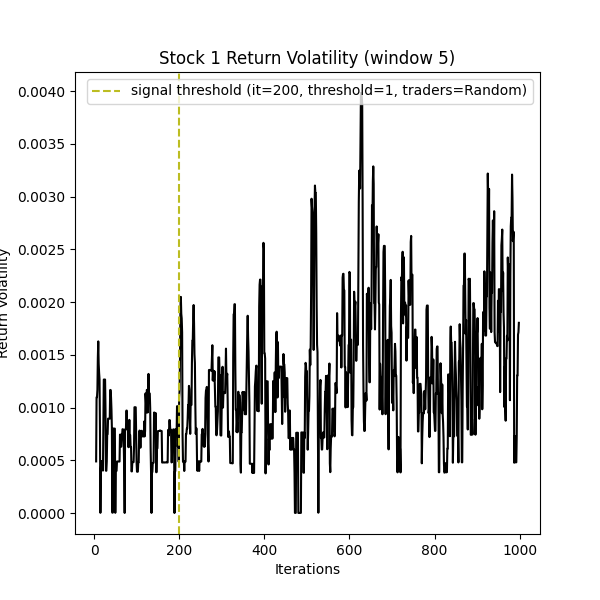 Stock 1 Return Volatility (window 5)
signal threshold (it=200, threshold=1, traders=Random)
0.0040
0.0035
0.0030
0.0025
0.0020
0.0015
0.0010
0.0005
0.0000
Return Volatility
0 200 400 600 800 1000
Iterations